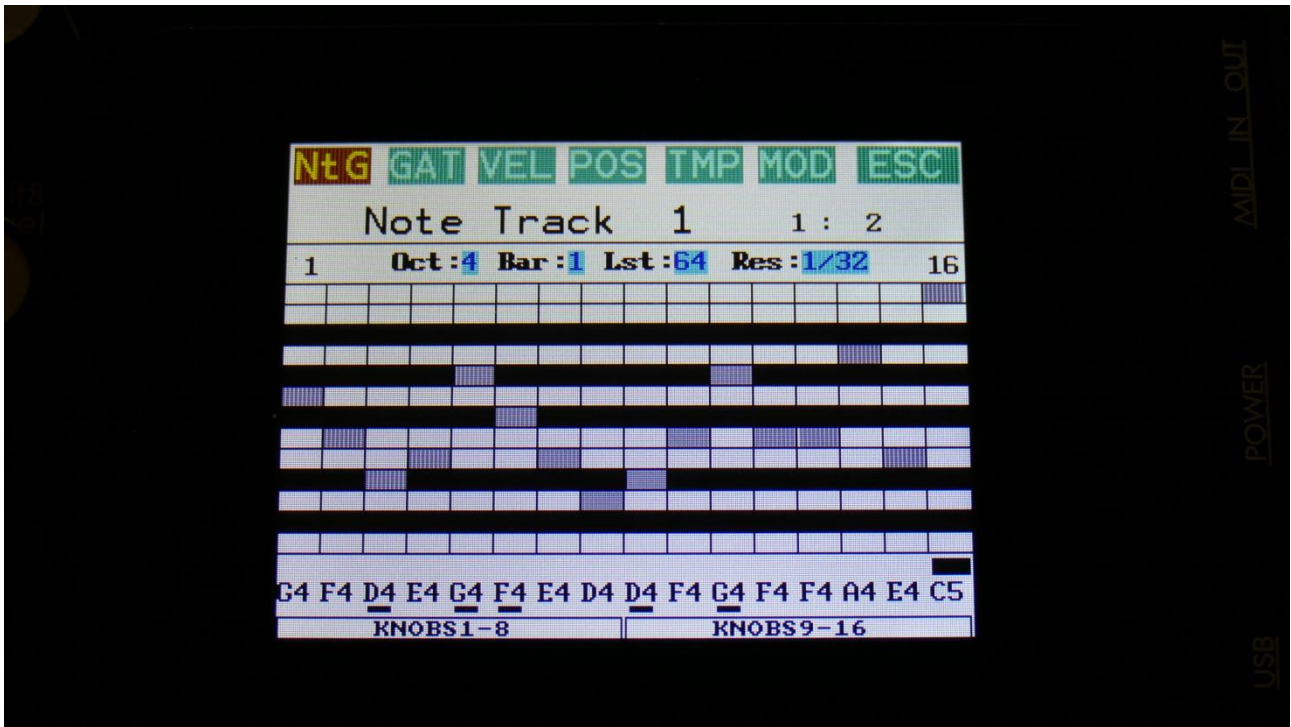 NtG GAT VEL POS TMP MOD ESC
Note Track 1 1: 2
1 Oct:4 Bar:1 Lst:64 Res:1/32 16
G4 F4 D4 E4 G4 F4 E4 D4 D4 F4 G4 F4 F4 A4 E4 C5
KNOBS1-8 KNOBS9-16
MIDI IN OUT
POWER
USB